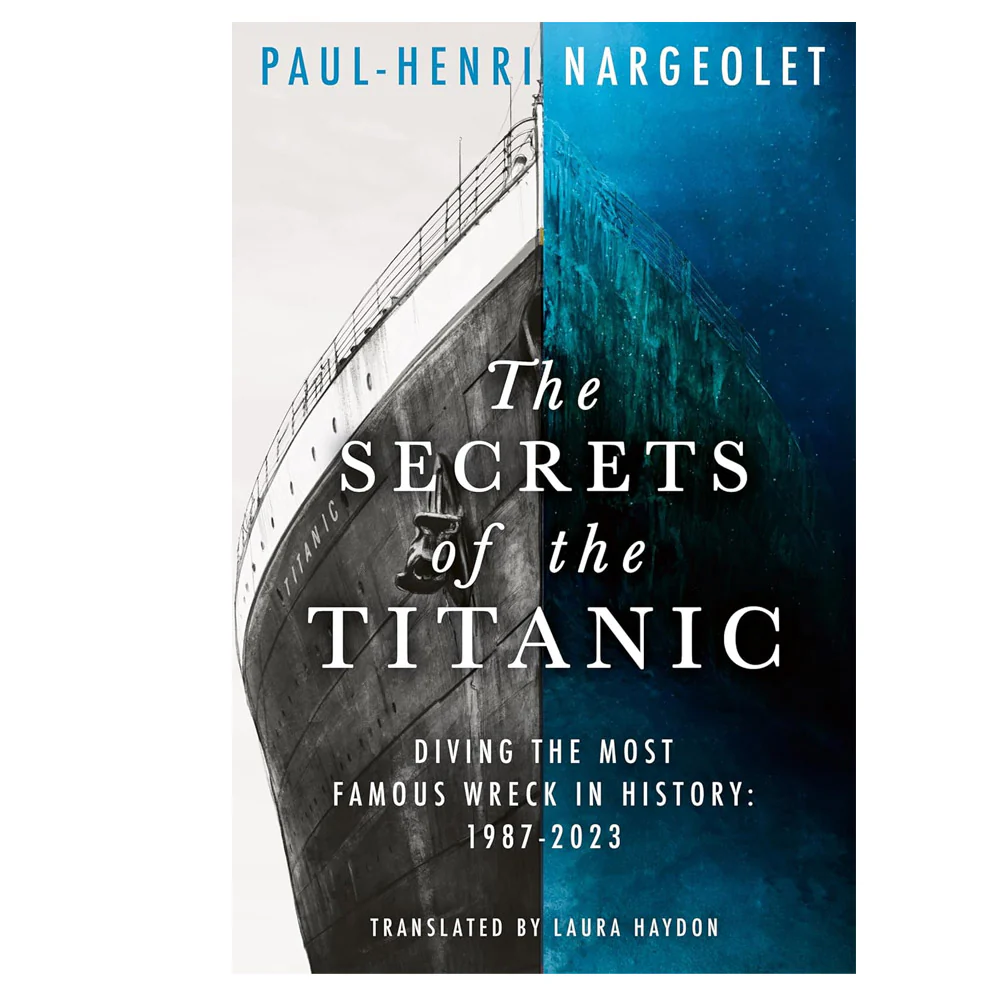 PAUL-HENRI NARGEOLET
The
SECRETS
of the
TITANIC
TITANIC
DIVING THE MOST
FAMOUS WRECK IN HISTORY:
1987-2023
TRANSLATED BY LAURA HAYDON